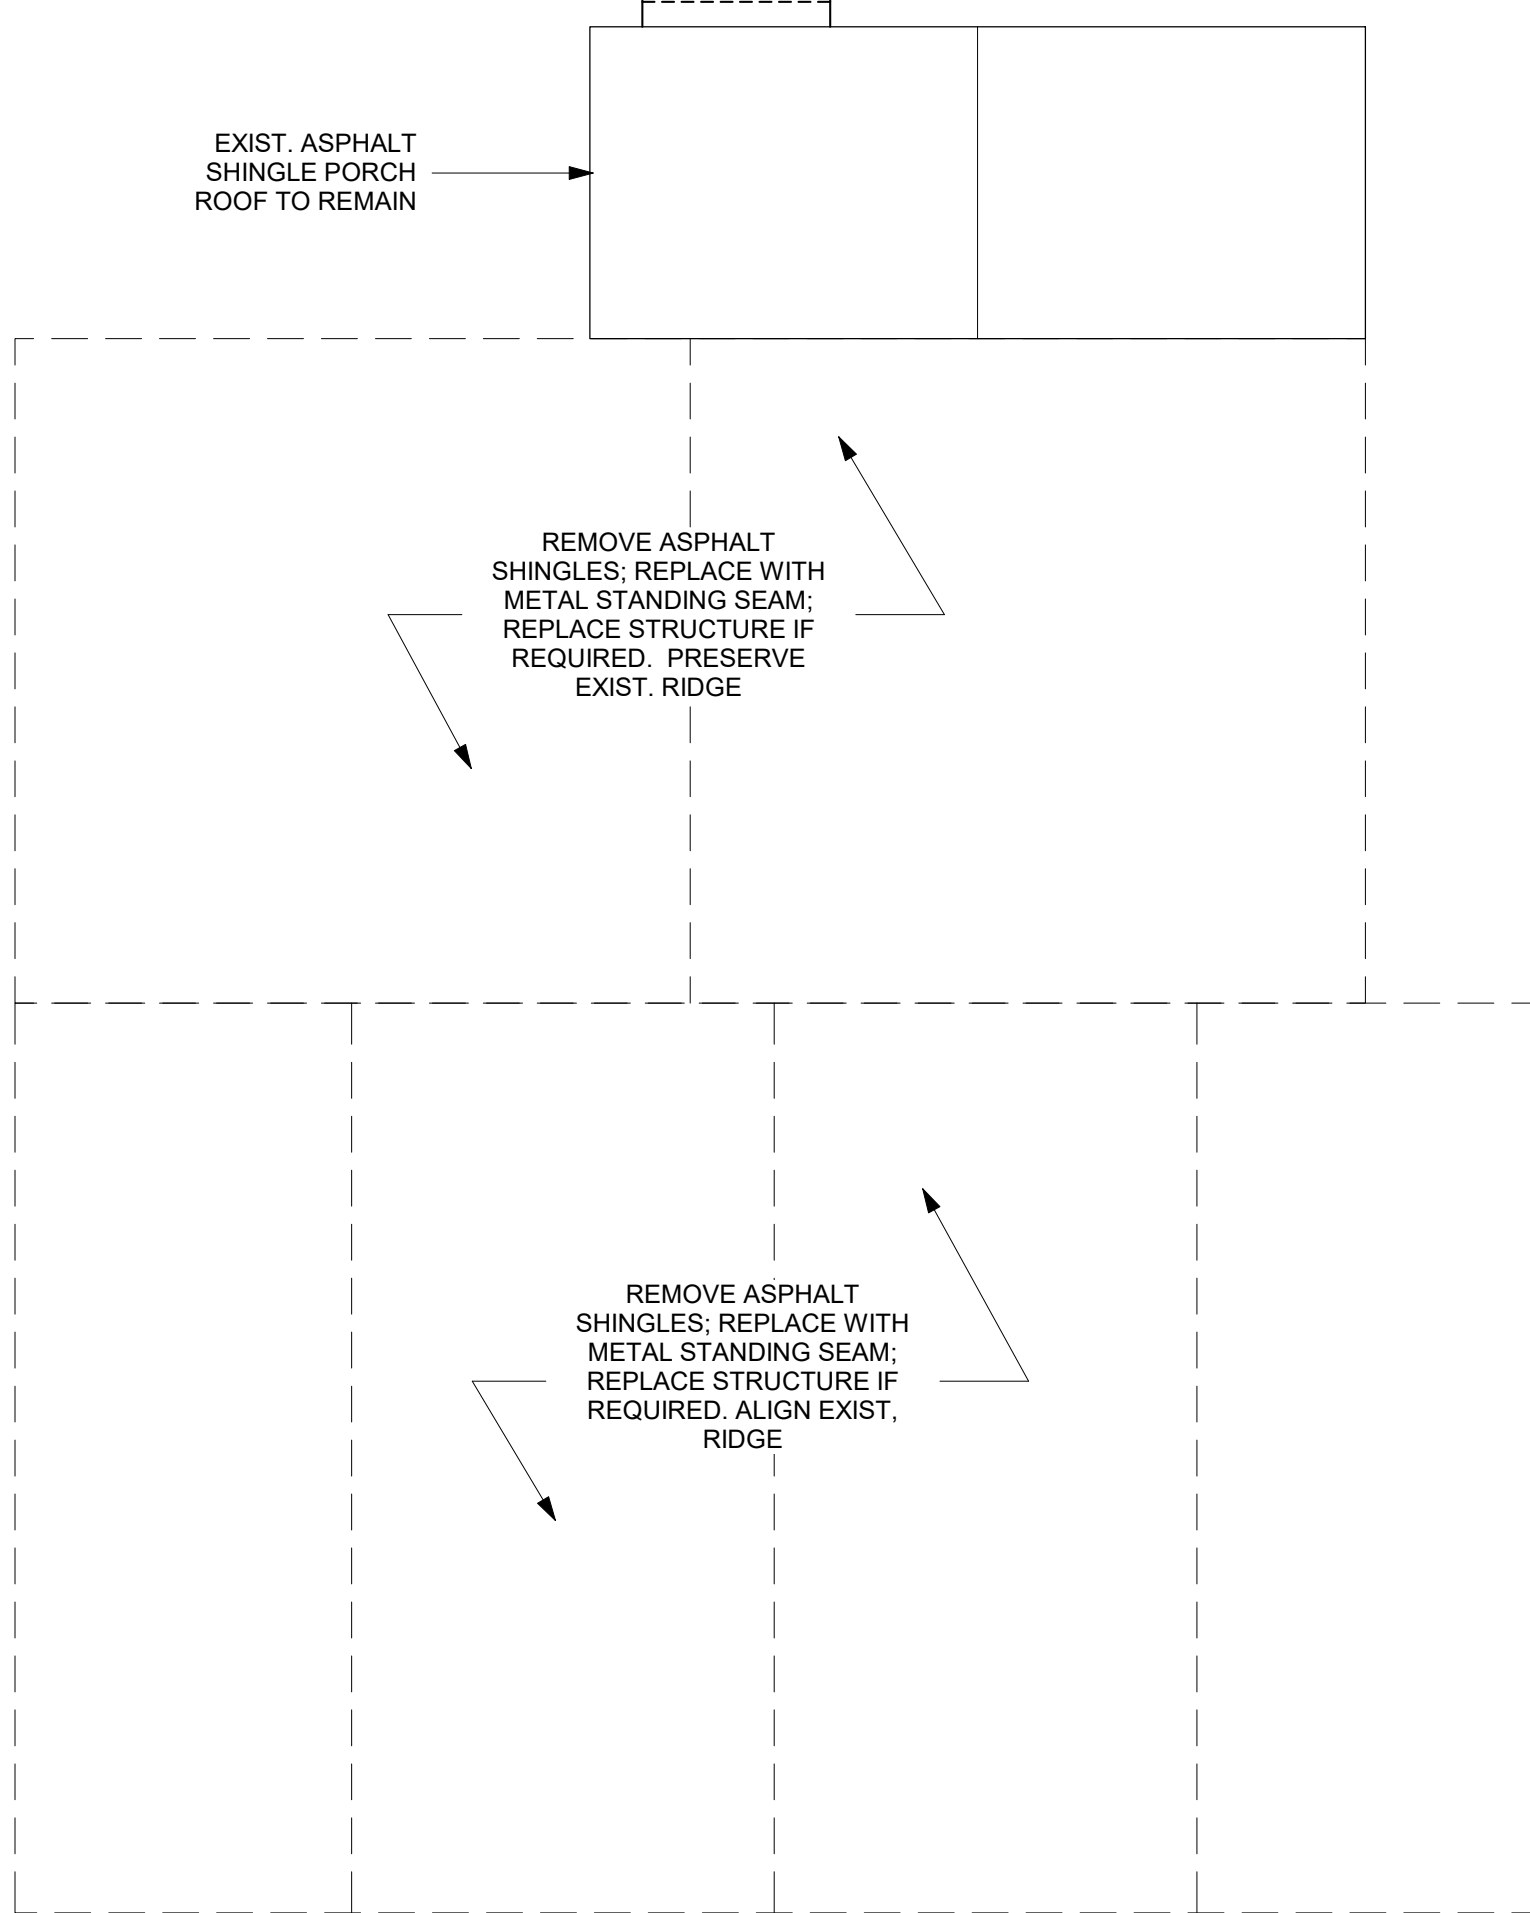 EXIST. ASPHALT
SHINGLE PORCH
ROOF TO REMAIN
REMOVE ASPHALT
SHINGLES; REPLACE WITH
METAL STANDING SEAM;
REPLACE STRUCTURE IF
REQUIRED.  PRESERVE
EXIST. RIDGE
REMOVE ASPHALT
SHINGLES; REPLACE WITH
METAL STANDING SEAM;
REPLACE STRUCTURE IF
REQUIRED. ALIGN EXIST,
RIDGE